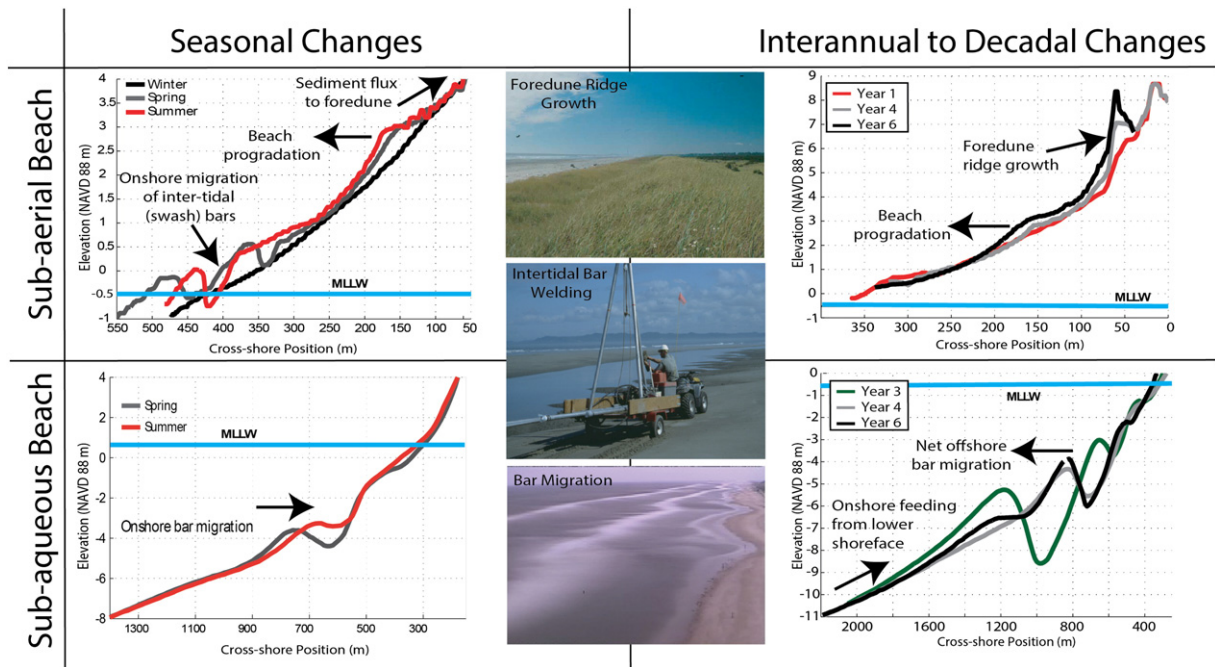 Seasonal Changes
Interannual to Decadal Changes
Sub-aerial Beach
Elevation (NAVD 88 m)
4
3.5
3
2.5
2
1.5
1
0.5
0
-0.5
-1
Winter
Spring
Summer
Sediment flux
to foredune
Beach
progradation
Onshore migration
of inter-tidal
(swash) bars
MLLW
550 500 450 400 350 300 250 200 150 100 50
Cross-shore Position (m)
Foredune Ridge
Growth
Intertidal Bar
Welding
Bar Migration
Elevation (NAVD 88 m)
9
8
7
6
5
4
3
2
1
0
-1
Year 1
Year 4
Year 6
Foredune
ridge growth
Beach
progradation
MLLW
350 300 250 200 150 100 50 0
Cross-shore Position (m)
Sub-aqueous Beach
Elevation (NAVD 88 m)
4
2
0
-2
-4
-6
-8
Spring
Summer
MLLW
Onshore bar migration
1300 1100 900 700 500 300
Cross-shore Position (m)
Elevation (NAVD 88 m)
0
-1
-2
-3
-4
-5
-6
-7
-8
-9
-10
-11
Year 3
Year 4
Year 6
MLLW
Net offshore
bar migration
Onshore feeding
from lower
shoreface
2000 1600 1200 800 400
Cross-shore Position (m)